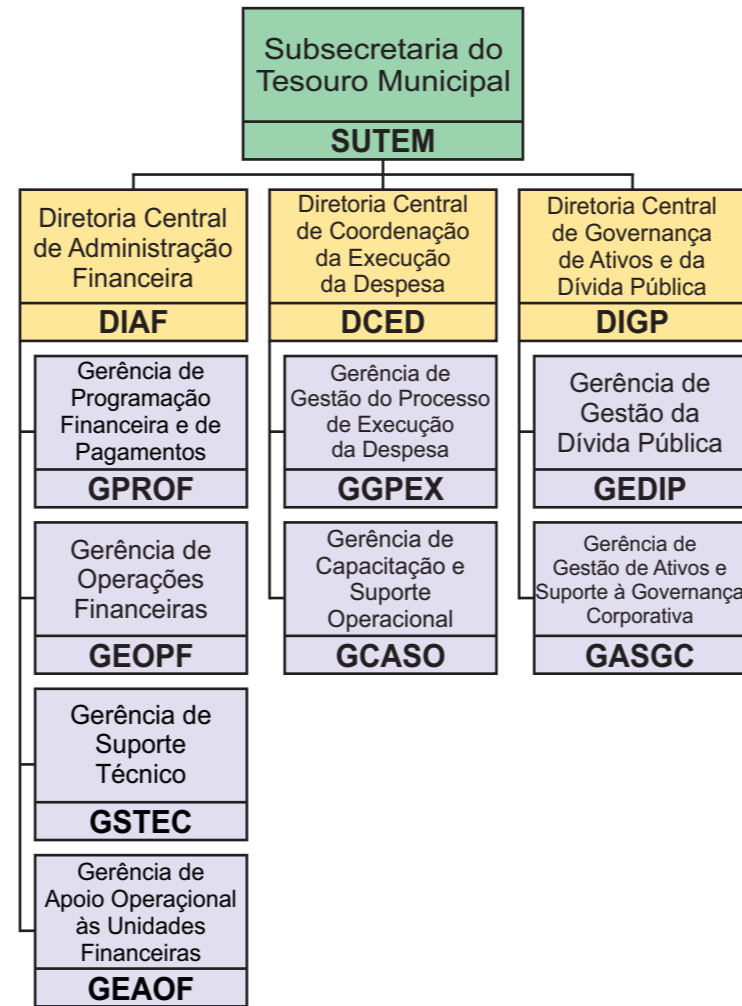 Subsecretaria do
Tesouro Municipal
SUTEM
Diretoria Central
de Administração
Financeira
DIAF
Gerência de
Programação
Financeira e de
Pagamentos
GPROF
Gerência de
Operações
Financeiras
GEOPF
Gerência de
Suporte
Técnico
GSTEC
Gerência de
Apoio Operaçional
às Unidades
Financeiras
GEAOF
Diretoria Central
de Coordenação
da Execução
da Despesa
DCED
Gerência de
Gestão do Processo
de Execução
da Despesa
GGPEX
Gerência de
Capacitação e
Suporte
Operacional
GCASO
Diretoria Central
de Governança
de Ativos e da
Dívida Pública
DIGP
Gerência de
Gestão da
Dívida Pública
GEDIP
Gerência de
Gestão de Ativos e
Suporte à Governança
Corporativa
GASGC